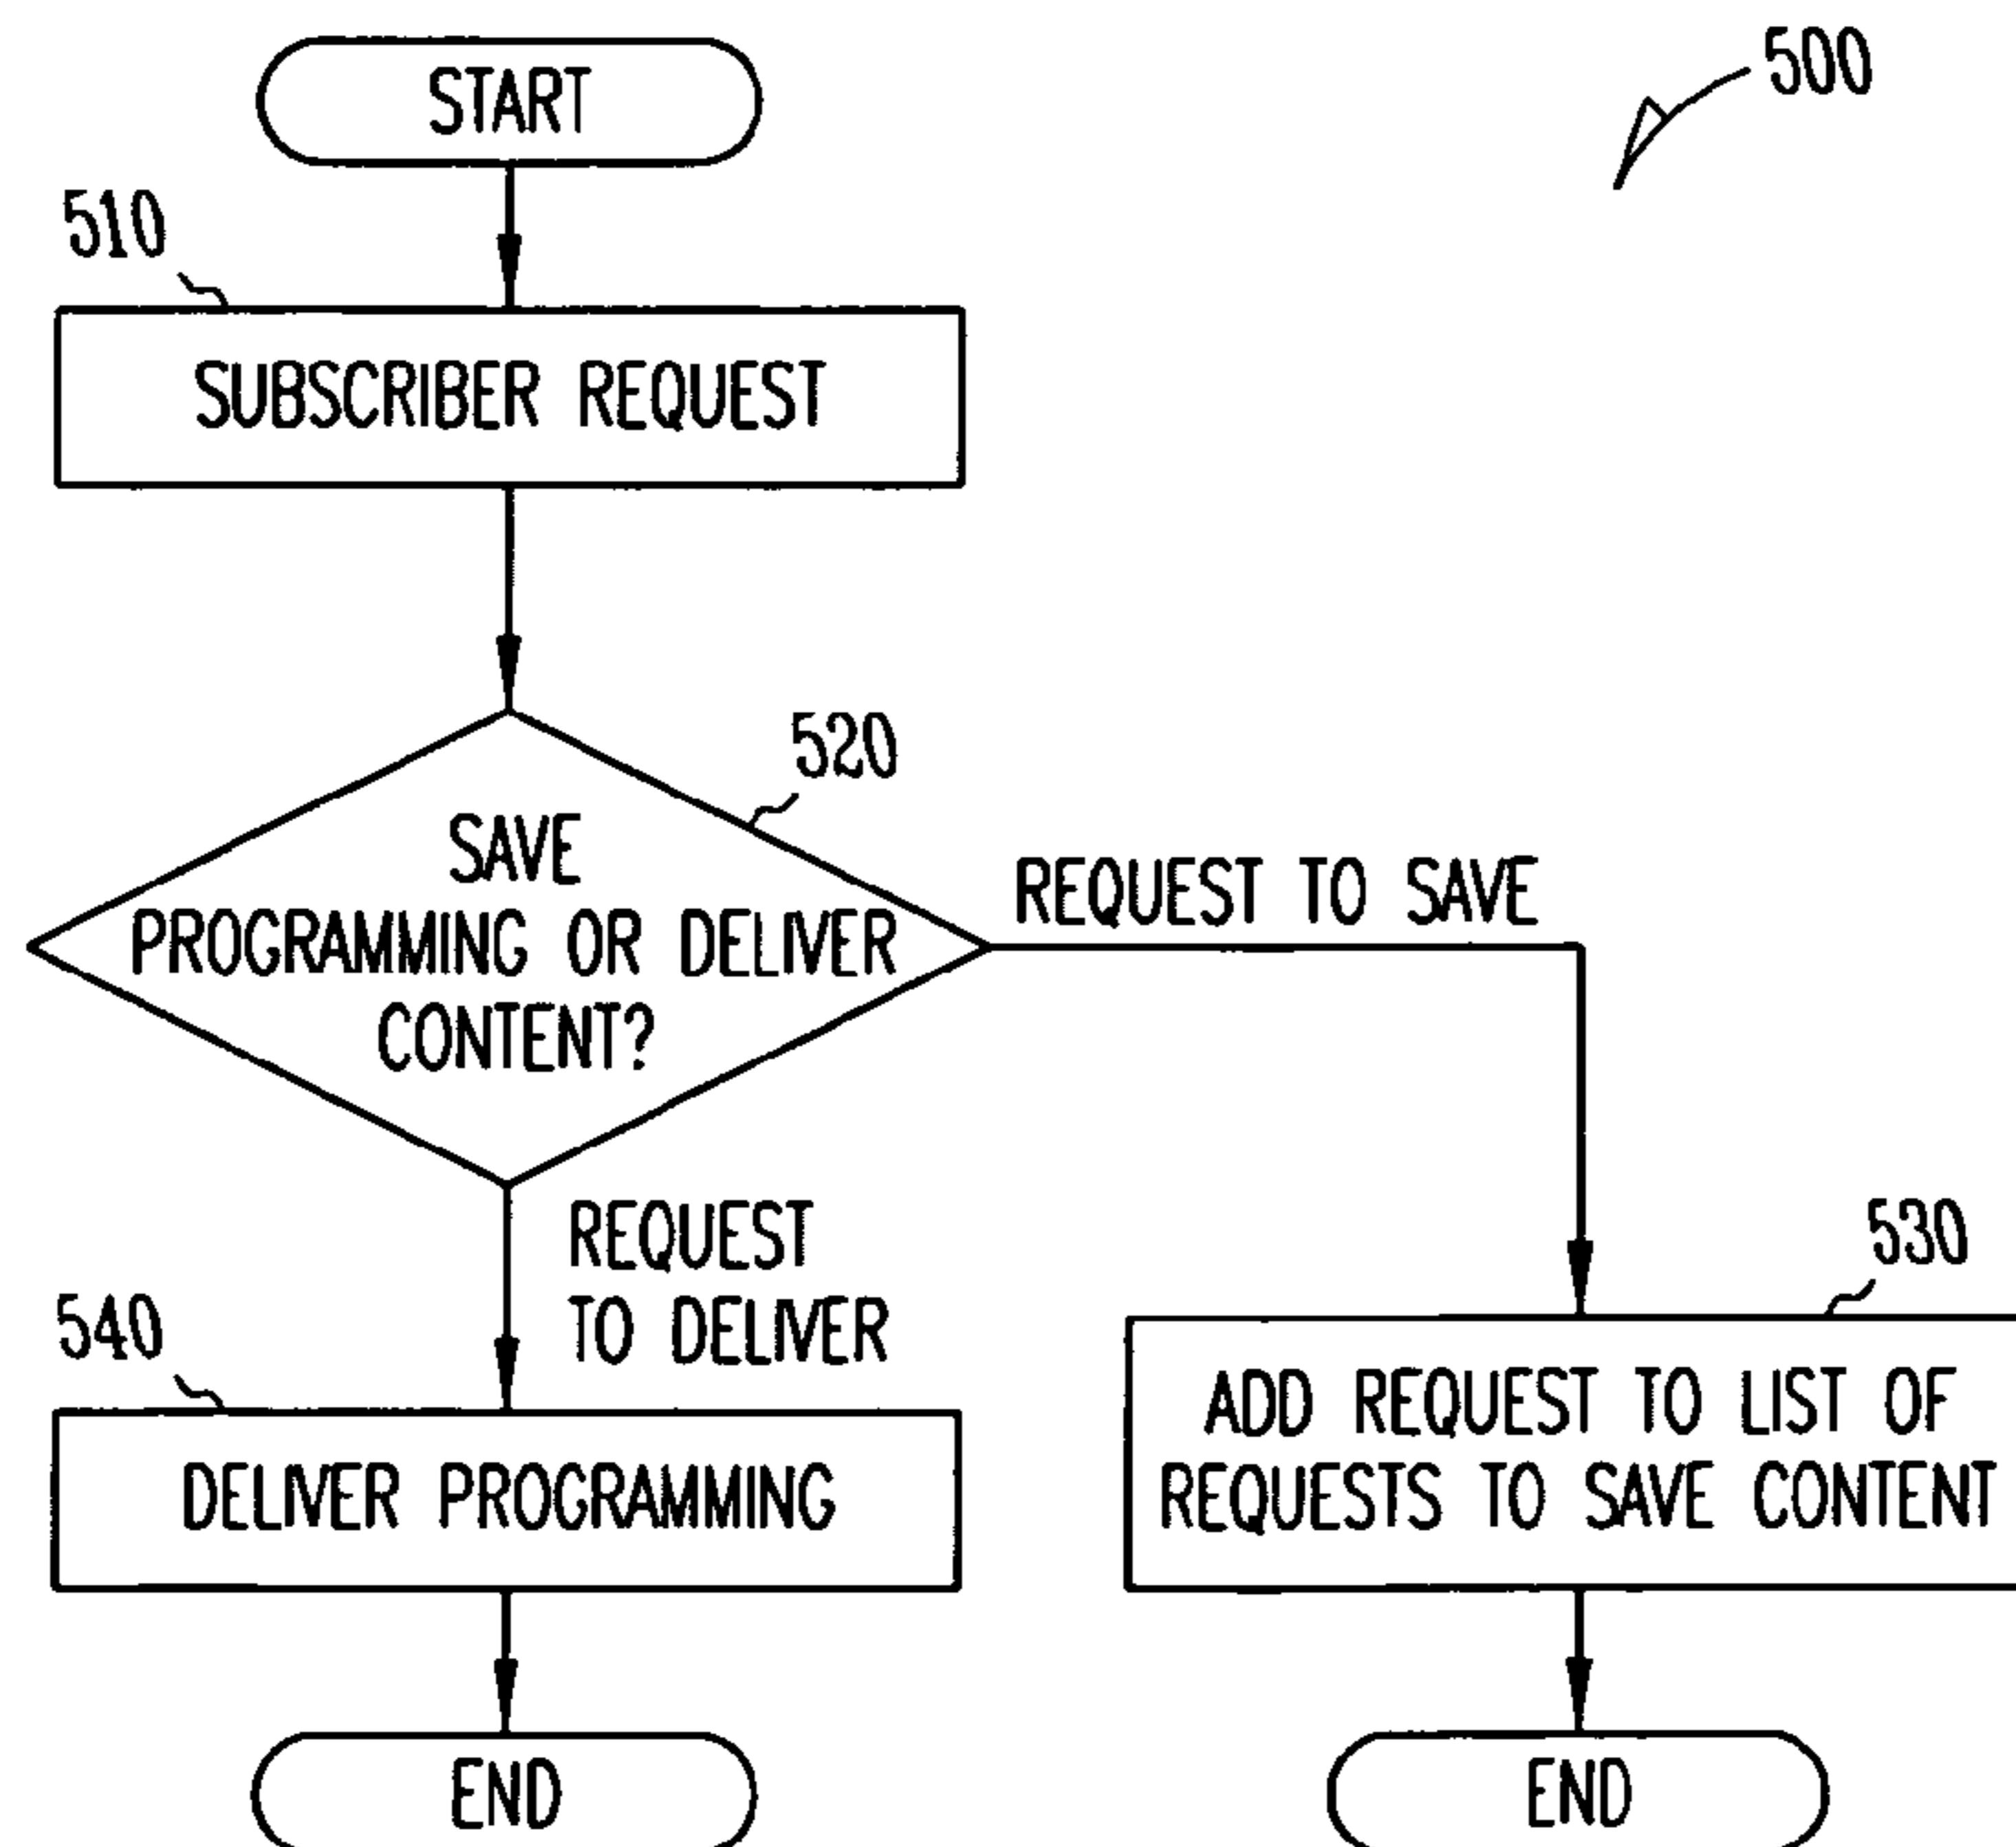 START
500
510
SUBSCRIBER REQUEST
520
SAVE
PROGRAMMING OR DELIVER
CONTENT?
REQUEST TO SAVE
REQUEST
TO DELIVER
530
ADD REQUEST TO LIST OF
REQUESTS TO SAVE CONTENT
540
DELIVER PROGRAMMING
END
END